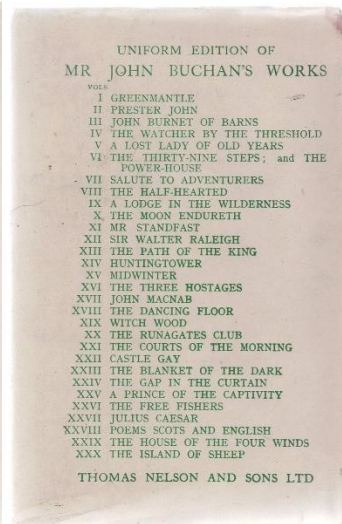 UNIFORM EDITION OF
MR JOHN BUCHAN'S WORKS
VOLS.
I GREENMANTLE
II PRESTER JOHN
III JOHN BURNET OF BARNS
IV THE WATCHER BY THE THRESHOLD
V A LOST LADY OF OLD YEARS
VI THE THIRTY-NINE STEPS; and THE
POWER-HOUSE
VII SALUTE TO ADVENTURERS
VIII THE HALF-HEARTED
IX A LODGE IN THE WILDERNESS
X THE MOON ENDURETH
XI MR STANDFAST
XII SIR WALTER RALEIGH
XIII THE PATH OF THE KING
XIV HUNTINGTOWER
XV MIDWINTER
XVI THE THREE HOSTAGES
XVII JOHN MACNAB
XVIII THE DANCING FLOOR
XIX WITCH WOOD
XX THE RUNAGATES CLUB
XXI THE COURTS OF THE MORNING
XXII CASTLE GAY
XXIII THE BLANKET OF THE DARK
XXIV THE GAP IN THE CURTAIN
XXV A PRINCE OF THE CAPTIVITY
XXVI THE FREE FISHERS
XXVII JULIUS CAESAR
XXVIII POEMS SCOTS AND ENGLISH
XXIX THE HOUSE OF THE FOUR WINDS
XXX THE ISLAND OF SHEEP
THOMAS NELSON AND SONS LTD